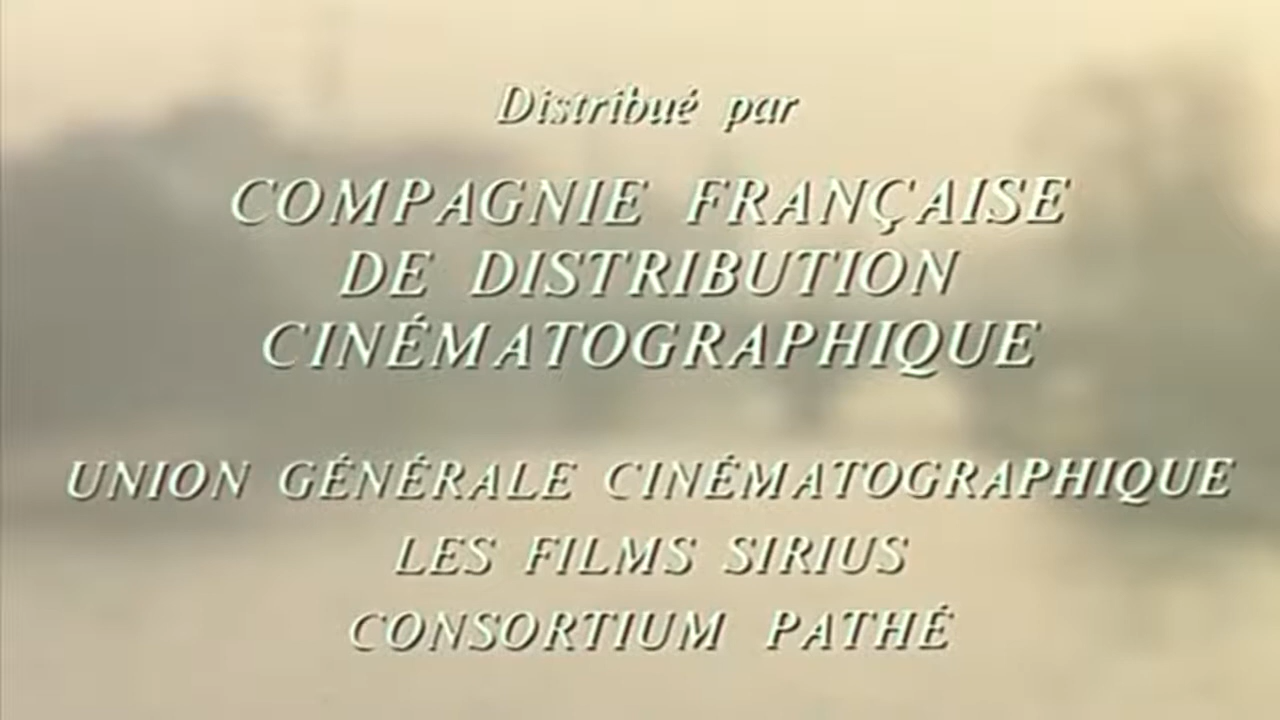 Distribué par
COMPAGNIE FRANÇAISE
DE DISTRIBUTION
CINÉMATOGRAPHIQUE
UNION GÉNÉRALE CINÉMATOGRAPHIQUE
LES FILMS SIRIUS
CONSORTIUM PATHÉ